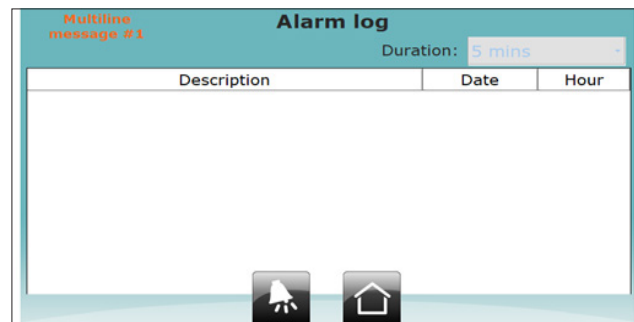 Multiline
message #1
Alarm log
Duration: 5 mins
Description Date Hour